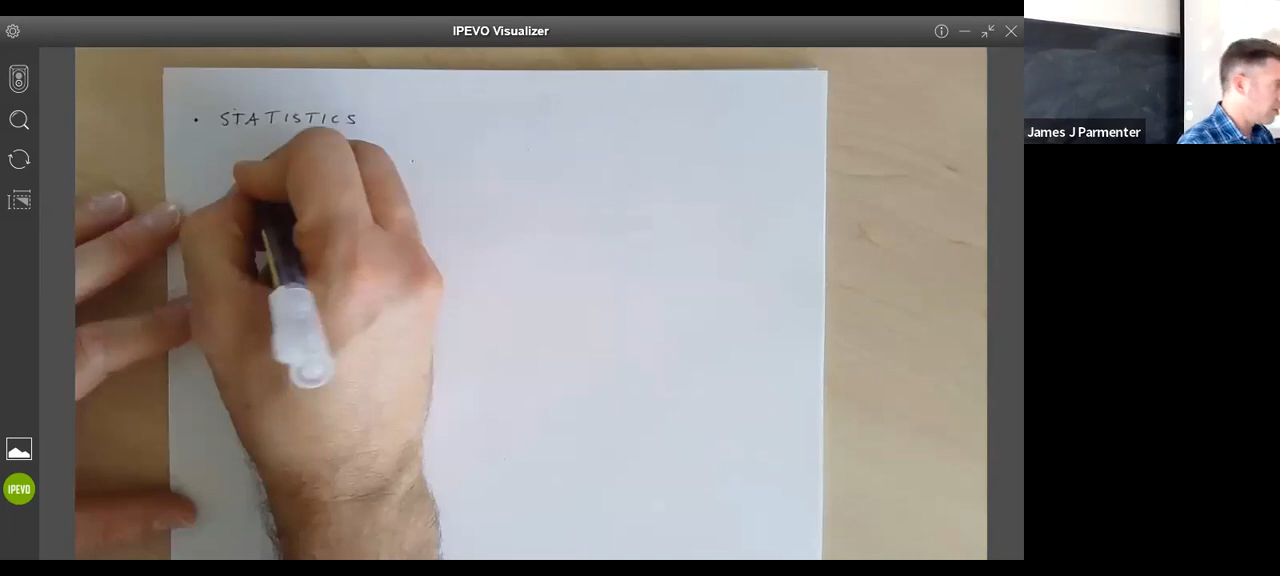 IPEVO Visualizer
• STATISTICS
James J Parmenter
IPEVO